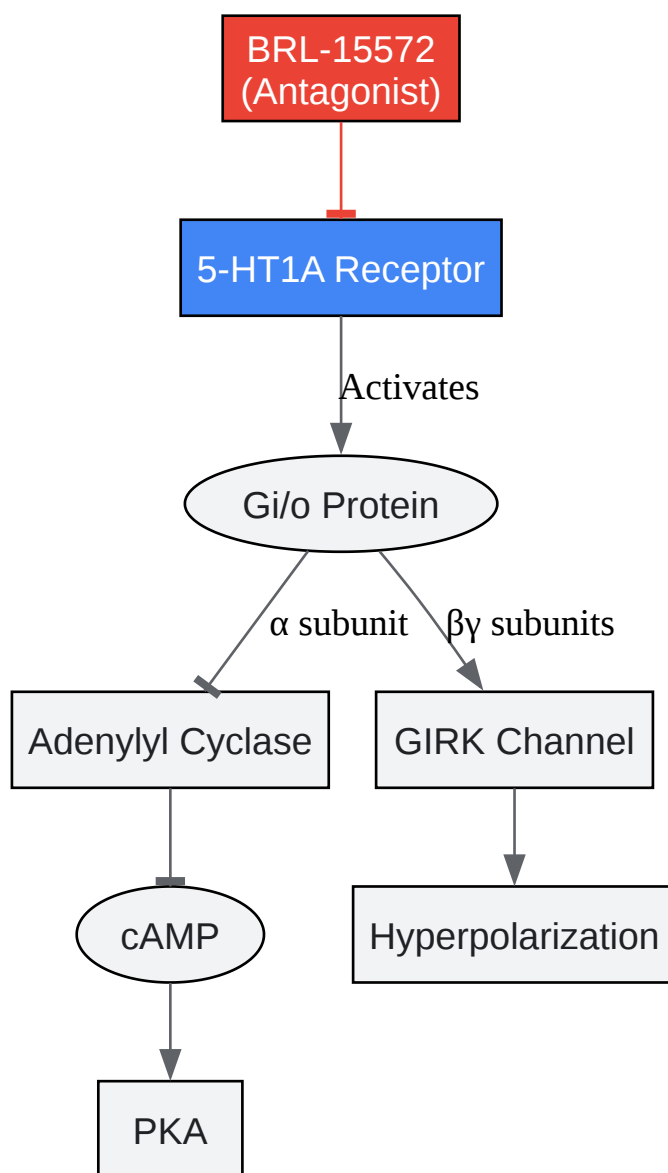 BRL-15572
(Antagonist)
5-HT1A Receptor
Activates
Gi/o Protein
α subunit
βγ subunits
Adenylyl Cyclase
GIRK Channel
cAMP
Hyperpolarization
PKA